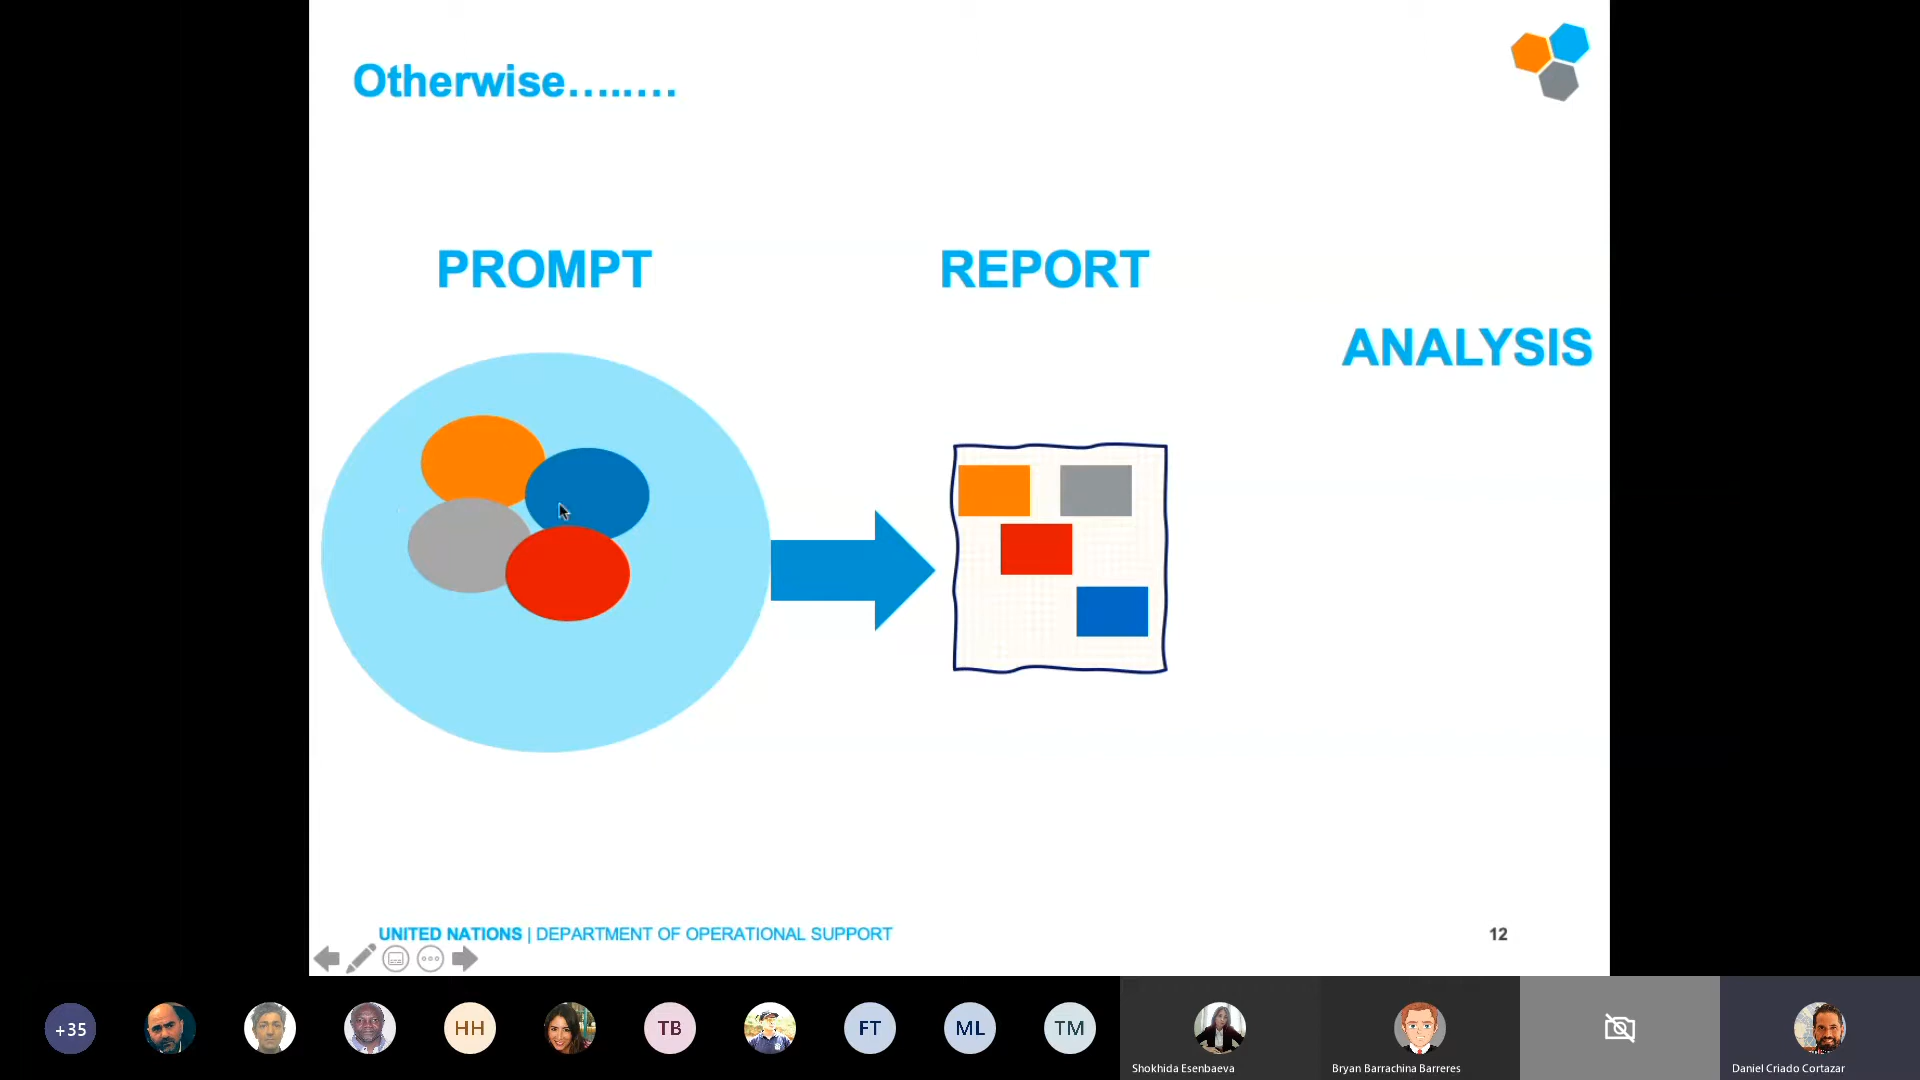 Otherwise…..….
PROMPT
REPORT
ANALYSIS
UNITED NATIONS | DEPARTMENT OF OPERATIONAL SUPPORT
12
+35
HH
TB
FT
ML
TM
Shokhida Esenbaeva
Bryan Barrachina Barreres
Daniel Criado Cortazar